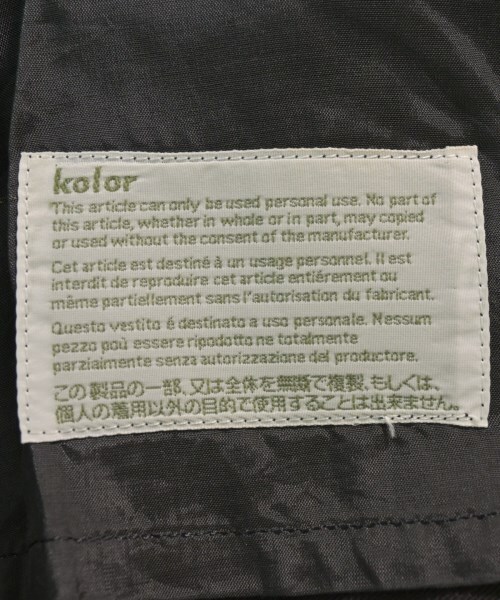 kolor
This article can only be used personal use. No part of
this article, whether in whole or in part, may copied
or used without the consent of the manufacturer.
Cet article est destiné à un usage personnel. Il est
interdit de reproduire cet article entiérement ou
même partiellement sans l'autorisation du fabricant.
Questo vestito é destinato a uso personale. Nessum
pezzo paù essere ripodotto ne totalmente
parzialmente senza autorizzazione del productore.
この製品の一部、又は全体を無識で複製、もしくは、
個人の着用以外の目的で使用することは出来ません。